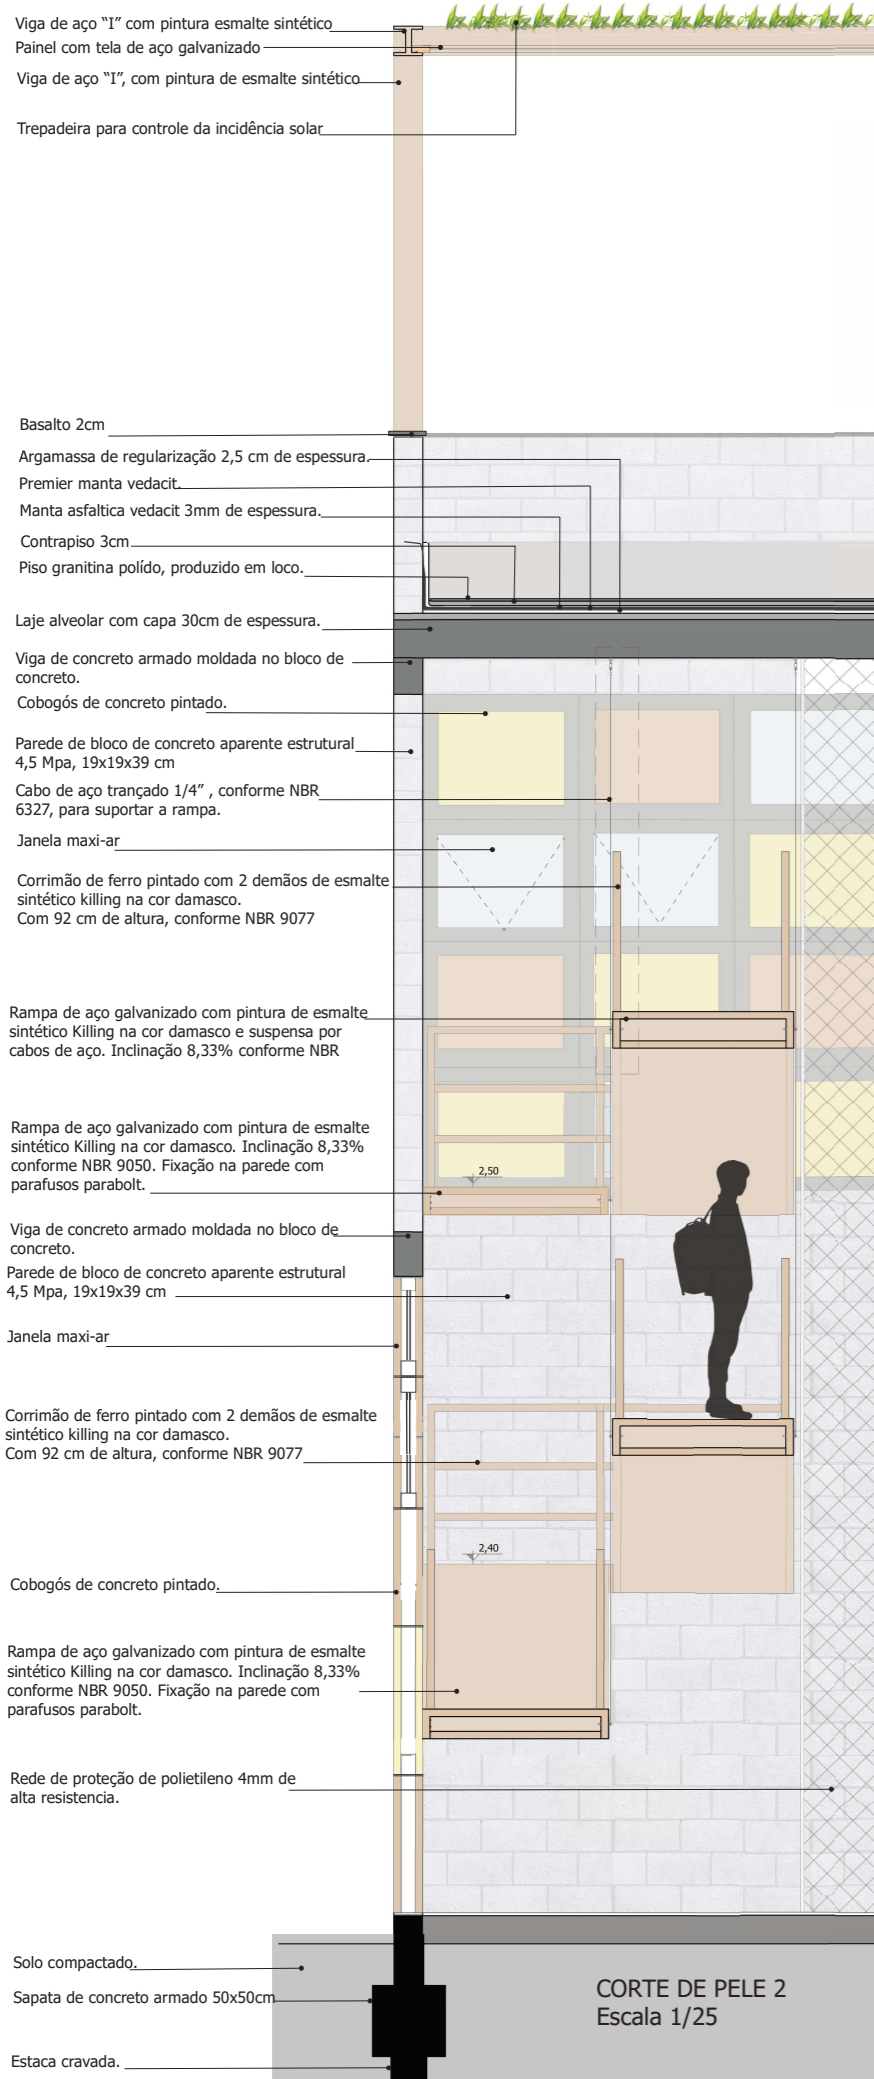 Viga de aço “I” com pintura esmalte sintético
Painel com tela de aço galvanizado
Viga de aço “I”, com pintura de esmalte sintético
Trepadeira para controle da incidência solar
Basalto 2cm
Argamassa de regularização 2,5 cm de espessura.
Premier manta vedacit.
Manta asfaltica vedacit 3mm de espessura.
Contrapiso 3cm
Piso granitina polído, produzido em loco.
Laje alveolar com capa 30cm de espessura.
Viga de concreto armado moldada no bloco de
concreto.
Cobogós de concreto pintado.
Parede de bloco de concreto aparente estrutural
4,5 Mpa, 19x19x39 cm
Cabo de aço trançado 1/4” , conforme NBR
6327, para suportar a rampa.
Janela maxi-ar
Corrimão de ferro pintado com 2 demãos de esmalte
sintético killing na cor damasco.
Com 92 cm de altura, conforme NBR 9077
Rampa de aço galvanizado com pintura de esmalte
sintético Killing na cor damasco e suspensa por
cabos de aço. Inclinação 8,33% conforme NBR
Rampa de aço galvanizado com pintura de esmalte
sintético Killing na cor damasco. Inclinação 8,33%
conforme NBR 9050. Fixação na parede com
parafusos parabolt.
2,50
Viga de concreto armado moldada no bloco de
concreto.
Parede de bloco de concreto aparente estrutural
4,5 Mpa, 19x19x39 cm
Janela maxi-ar
Corrimão de ferro pintado com 2 demãos de esmalte
sintético killing na cor damasco.
Com 92 cm de altura, conforme NBR 9077
2,40
Cobogós de concreto pintado.
Rampa de aço galvanizado com pintura de esmalte
sintético Killing na cor damasco. Inclinação 8,33%
conforme NBR 9050. Fixação na parede com
parafusos parabolt.
Rede de proteção de polietileno 4mm de
alta resistencia.
Solo compactado.
Sapata de concreto armado 50x50cm
Estaca cravada.
CORTE DE PELE 2
Escala 1/25